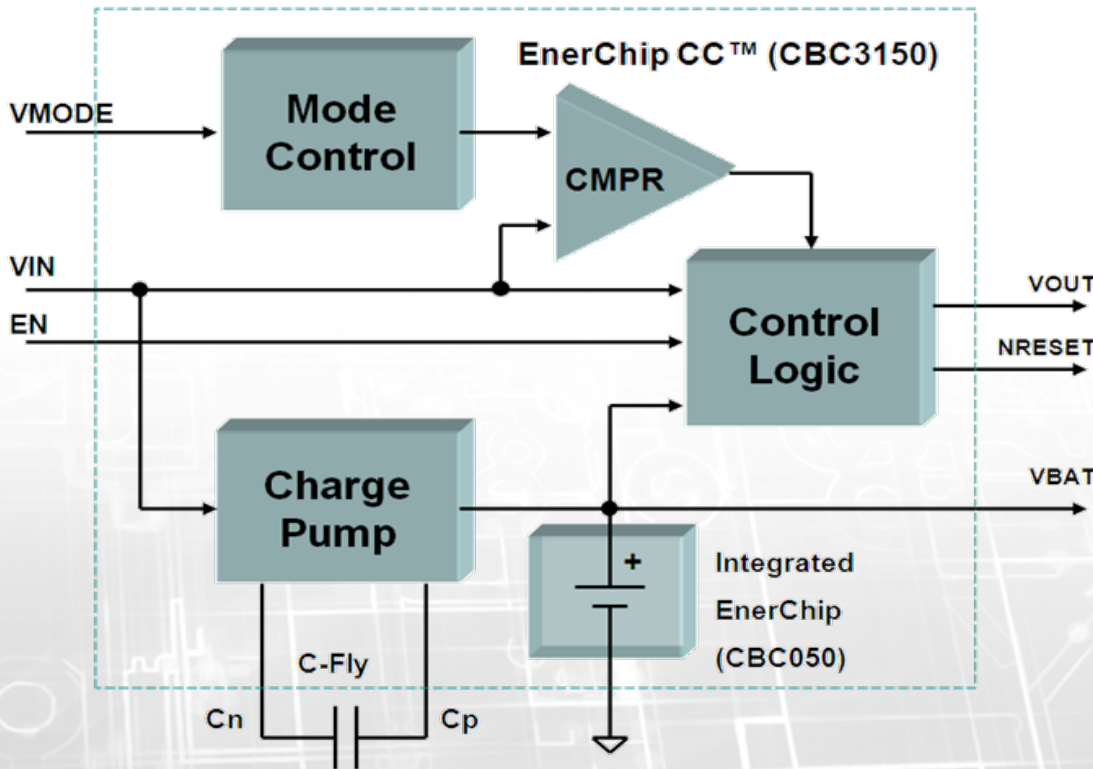 EnerChip CC™ (CBC3150)
VMODE
Mode
Control
CMPR
VIN
EN
Control
Logic
VOUT
NRESET
VBAT
Charge
Pump
+
Integrated
EnerChip
(CBC050)
C-Fly
Cn
Cp